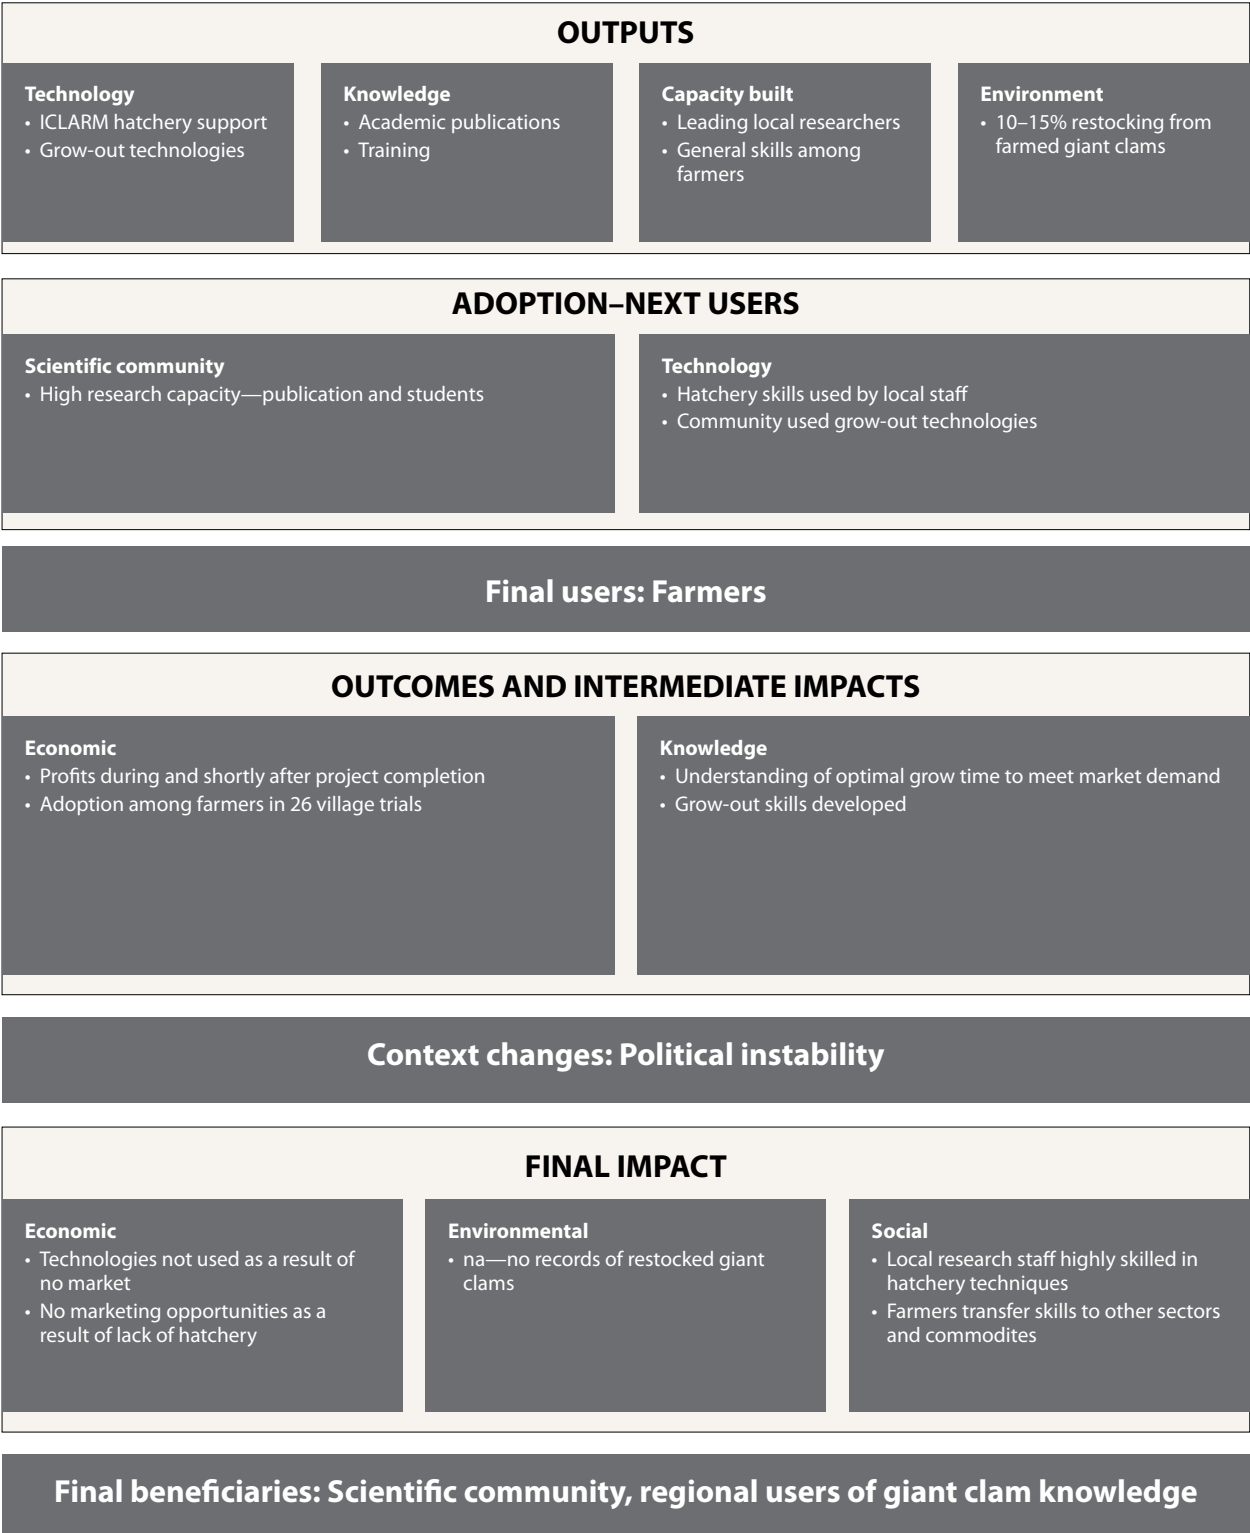 OUTPUTS
Technology
• ICLARM hatchery support
• Grow-out technologies
Knowledge
• Academic publications
• Training
Capacity built
• Leading local researchers
• General skills among
farmers
Environment
• 10–15% restocking from
farmed giant clams
ADOPTION–NEXT USERS
Scientific community
• High research capacity—publication and students
Technology
• Hatchery skills used by local staff
• Community used grow-out technologies
Final users: Farmers
OUTCOMES AND INTERMEDIATE IMPACTS
Economic
• Profits during and shortly after project completion
• Adoption among farmers in 26 village trials
Knowledge
• Understanding of optimal grow time to meet market demand
• Grow-out skills developed
Context changes: Political instability
FINAL IMPACT
Economic
• Technologies not used as a result of
no market
• No marketing opportunities as a
result of lack of hatchery
Environmental
• na—no records of restocked giant
clams
Social
• Local research staff highly skilled in
hatchery techniques
• Farmers transfer skills to other sectors
and commodites
Final beneficiaries: Scientific community, regional users of giant clam knowledge